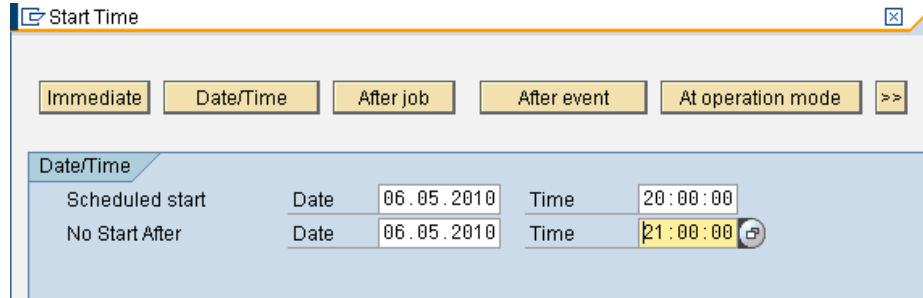 Start Time
Immediate Date/Time After job After event At operation mode >>
Date/Time
Scheduled start Date 06.05.2010 Time 20:00:00
No Start After Date 06.05.2010 Time 21:00:00